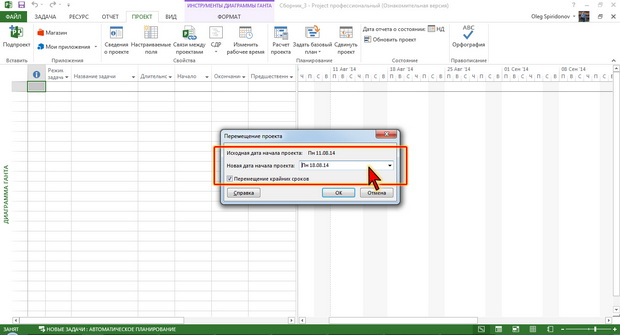 ИНСТРУМЕНТЫ ДИАГРАММЫ ГАНТА
Сборник_3 - Project профессиональный (Ознакомительная версия)
ФАЙЛ ЗАДАЧА РЕСУРС ОТЧЕТ ПРОЕКТ ВИД ФОРМАТ
Oleg Spiridonov
Подпроект
Магазин
Мои приложения
Сведения о проекте
Настраиваемые поля
Связи между проектами
СДР
Изменить рабочее время
Расчет проекта
Задать базовый план
Сдвинуть проект
Дата отчета о состоянии: НД
Обновить проект
ABC
Орфография
Вставить Приложения Свойства Планирование Состояние Правописание
Режим задачи
Название задачи
Длительнос
Начало
Окончание
Предшественн
11 Авг '14 18 Авг '14 25 Авг '14 01 Сен '14 08 Сен '14
ДИАГРАММА ГАНТА
Перемещение проекта
Исходная дата начала проекта: Пн 11.08.14
Новая дата начала проекта: Пн 18.08.14
Перемещение крайних сроков
Справка ОК Отмена
ЗАНЯТ НОВЫЕ ЗАДАЧИ : АВТОМАТИЧЕСКОЕ ПЛАНИРОВАНИЕ